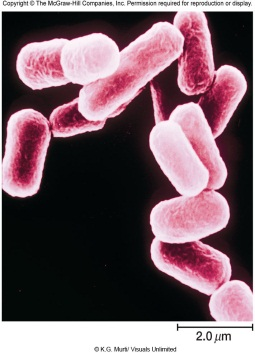 Copyright © The McGraw-Hill Companies, Inc. Permission required for reproduction or display.
2.0 μm
© K.G. Murti/ Visuals Unlimited